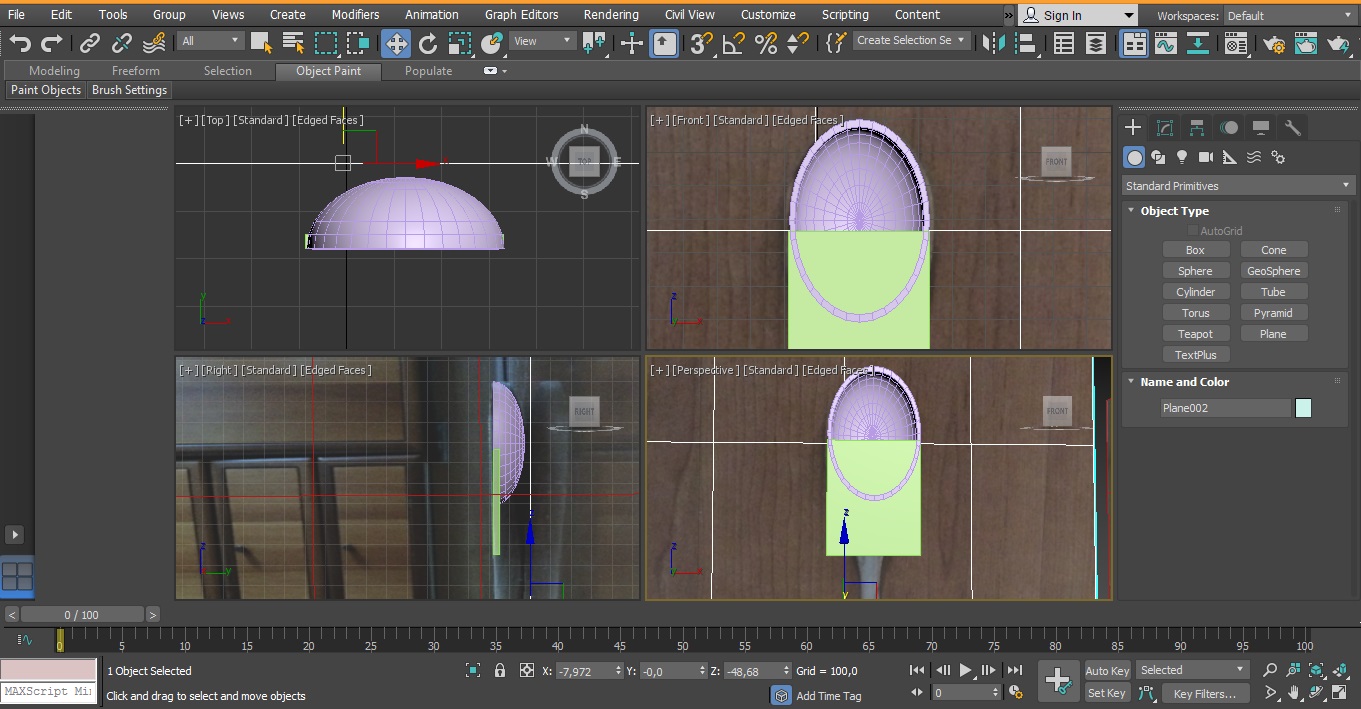 File Edit Tools Group Views Create Modifiers Animation Graph Editors Rendering Civil View Customize Scripting Content » Sign In Workspaces: Default
All View 3 Create Selection Se
Modeling Freeform Selection Object Paint Populate
Paint Objects Brush Settings
[+] [Top] [Standard] [Edged Faces]
N
W TOP E
S
y
z x
[+] [Front] [Standard] [Edged Faces]
FRONT
z
x
[+] [Right] [Standard] [Edged Faces]
RIGHT
z
z
y
[+] [Perspective] [Standard] [Edged Faces]
FRONT
z
z
x
y
Standard Primitives
Object Type
AutoGrid
Box Cone
Sphere GeoSphere
Cylinder Tube
Torus Pyramid
Teapot Plane
TextPlus
Name and Color
Plane002
< 0 / 100 >
0 5 10 15 20 25 30 35 40 45 50 55 60 65 70 75 80 85 90 95 100
1 Object Selected X: -7,972 Y: -0,0 Z: -48,68 Grid = 100,0 Auto Key Selected
MAXScript Mi
Click and drag to select and move objects Add Time Tag 0 Set Key Key Filters...